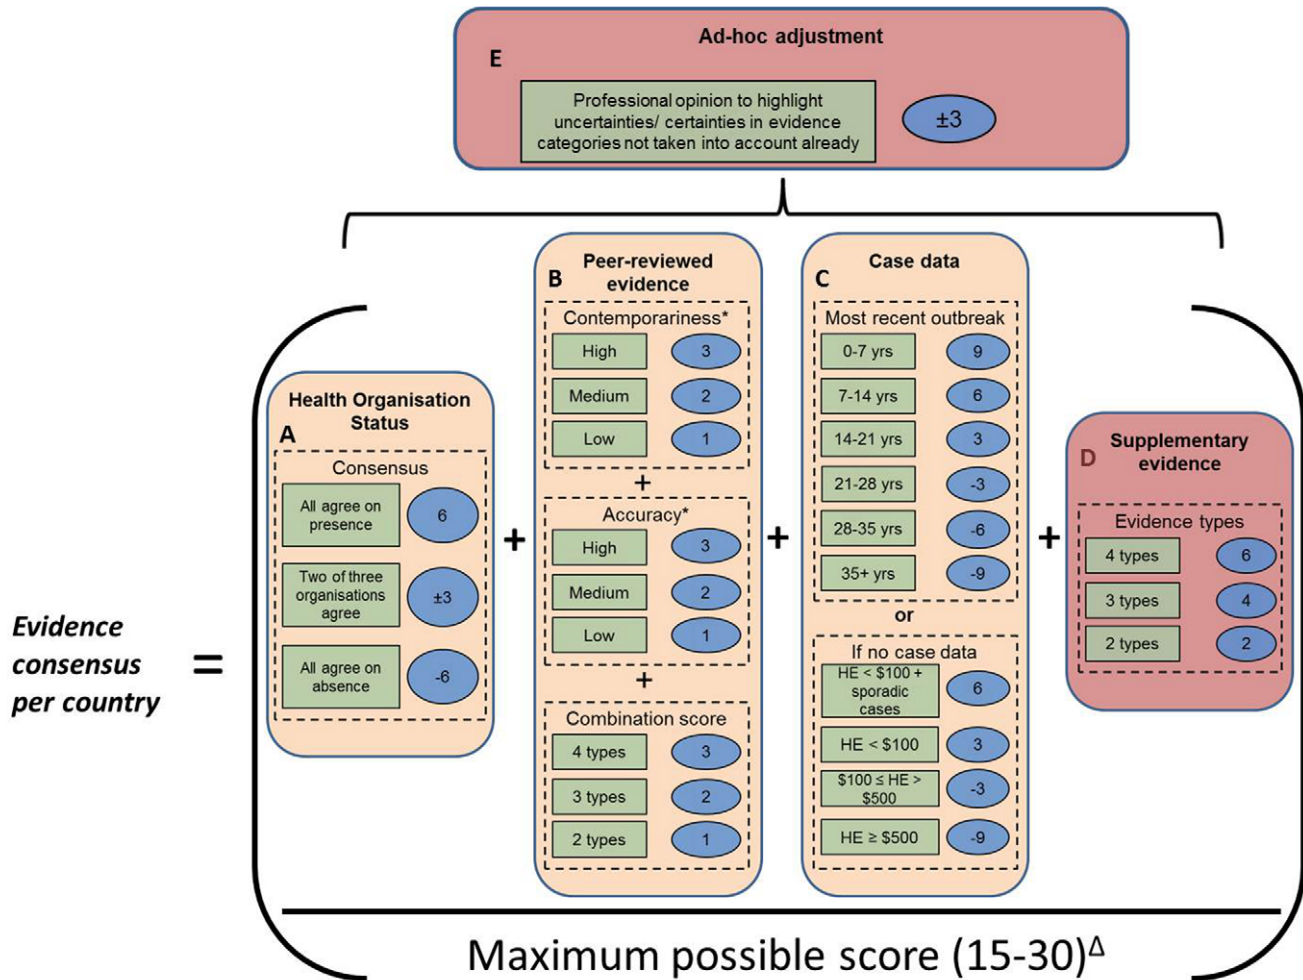 Ad-hoc adjustment
E
Professional opinion to highlight
uncertainties/ certainties in evidence
categories not taken into account already
±3
Evidence
consensus
per country
=
Health Organisation
Status
A
Consensus
All agree on
presence
6
Two of three
organisations
agree
±3
All agree on
absence
-6
+
Peer-reviewed
evidence
B
Contemporariness*
High
3
Medium
2
Low
1
+
Accuracy*
High
3
Medium
2
Low
1
+
Combination score
4 types
3
3 types
2
2 types
1
+
Case data
C
Most recent outbreak
0-7 yrs
9
7-14 yrs
6
14-21 yrs
3
21-28 yrs
-3
28-35 yrs
-6
35+ yrs
-9
or
If no case data
HE < $100 +
sporadic
cases
6
HE < $100
3
$100 ≤ HE >
$500
-3
HE ≥ $500
-9
+
Supplementary
evidence
D
Evidence types
4 types
6
3 types
4
2 types
2
Maximum possible score (15-30)Δ